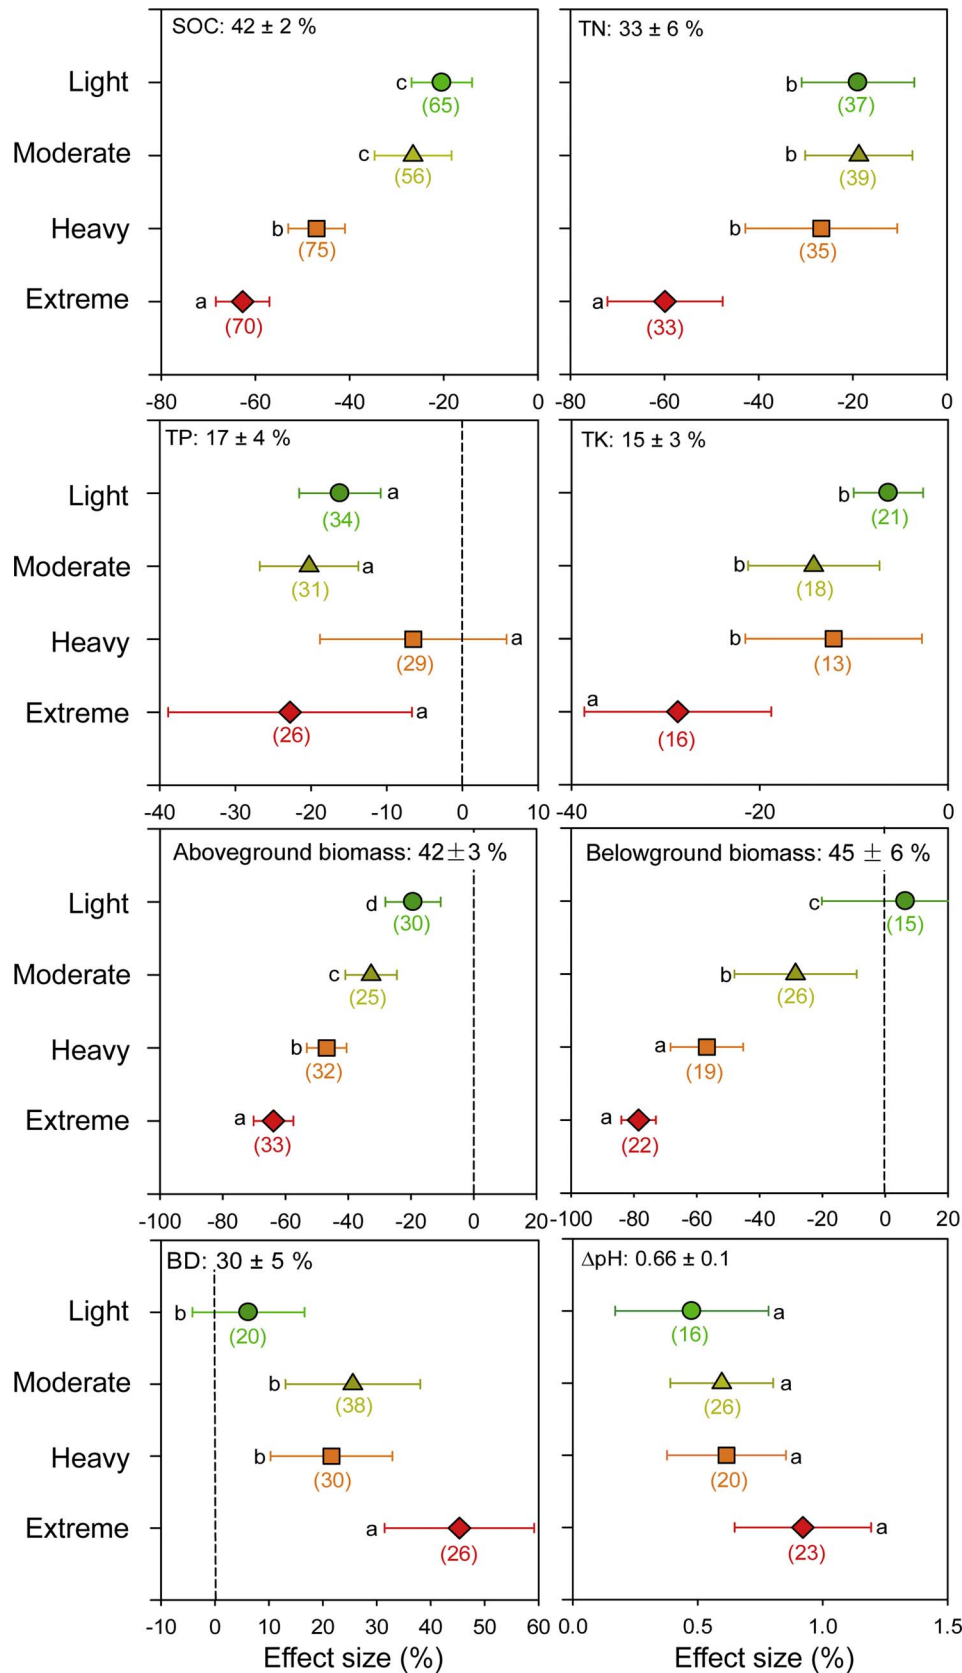 SOC: 42 ± 2 %
TN: 33 ± 6 %
Light
c
(65)
b
(37)
Moderate
c
(56)
b
(39)
Heavy
b
(75)
b
(35)
Extreme
a
(70)
a
(33)
-80 -60 -40 -20 0
-80 -60 -40 -20 0
TP: 17 ± 4 %
TK: 15 ± 3 %
Light
a
(34)
b
(21)
Moderate
a
(31)
b
(18)
Heavy
a
(29)
b
(13)
Extreme
a
(26)
a
(16)
-40 -30 -20 -10 0 10
-40 -20 0
Aboveground biomass: 42 ± 3 %
Belowground biomass: 45 ± 6 %
Light
d
(30)
c
(15)
Moderate
c
(25)
b
(26)
Heavy
b
(32)
a
(19)
Extreme
a
(33)
a
(22)
-100 -80 -60 -40 -20 0 20
-100 -80 -60 -40 -20 0 20
BD: 30 ± 5 %
ΔpH: 0.66 ± 0.1
Light
b
(20)
a
(16)
Moderate
b
(38)
a
(26)
Heavy
b
(30)
a
(20)
Extreme
a
(26)
a
(23)
-10 0 10 20 30 40 50 60
0.0 0.5 1.0 1.5
Effect size (%)
Effect size (%)